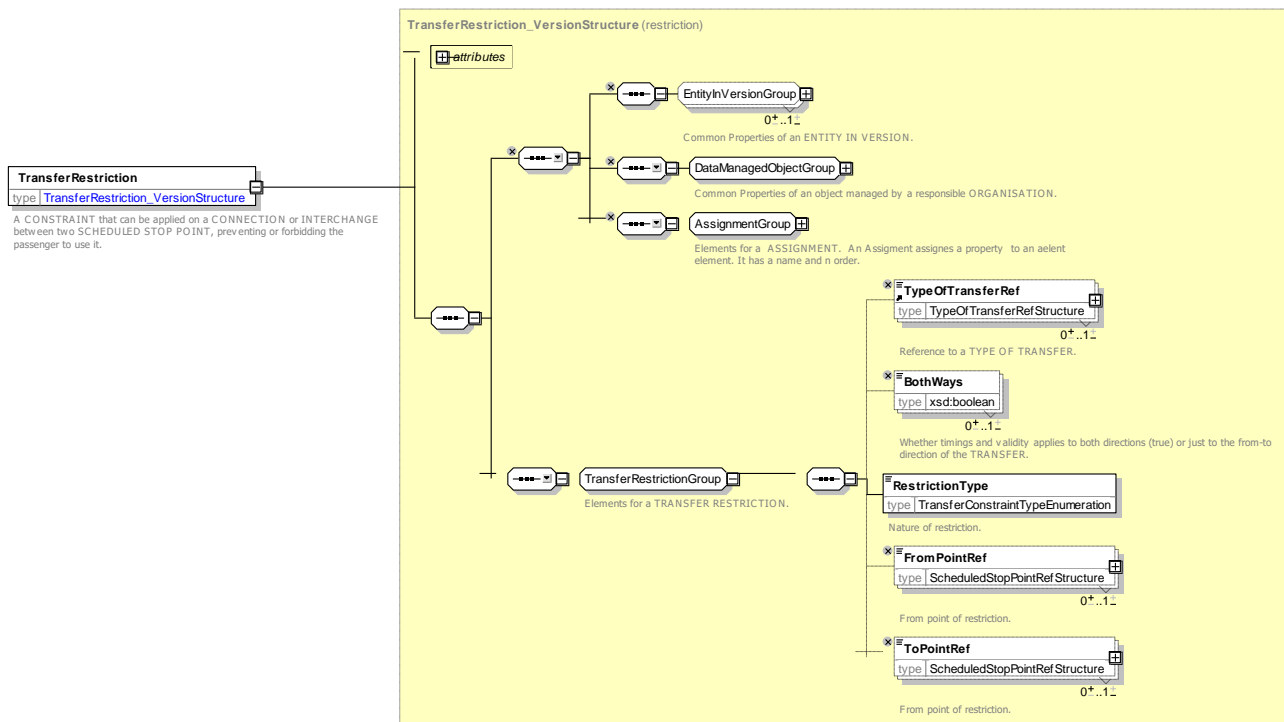 TransferRestriction_VersionStructure (restriction)
attributes
EntityInVersionGroup
0..1
Common Properties of an ENTITY IN VERSION.
TransferRestriction
type TransferRestriction_VersionStructure
A CONSTRAINT that can be applied on a CONNECTION or INTERCHANGE
between two SCHEDULED STOP POINT, preventing or forbidding the
passenger to use it.
DataManagedObjectGroup
Common Properties of an object managed by a responsible ORGANISATION.
AssignmentGroup
Elements for a ASSIGNMENT. An Assigment assignes a property to an aelent
element. It has a name and n order.
TypeOfTransferRef
type TypeOfTransferRefStructure
0..1
Reference to a TYPE OF TRANSFER.
BothWays
type xsd:boolean
0..1
Whether timings and validity applies to both directions (true) or just to the from-to
direction of the TRANSFER.
TransferRestrictionGroup
Elements for a TRANSFER RESTRICTION.
RestrictionType
type TransferConstraintTypeEnumeration
Nature of restriction.
FromPointRef
type ScheduledStopPointRefStructure
0..1
From point of restriction.
ToPointRef
type ScheduledStopPointRefStructure
0..1
From point of restriction.